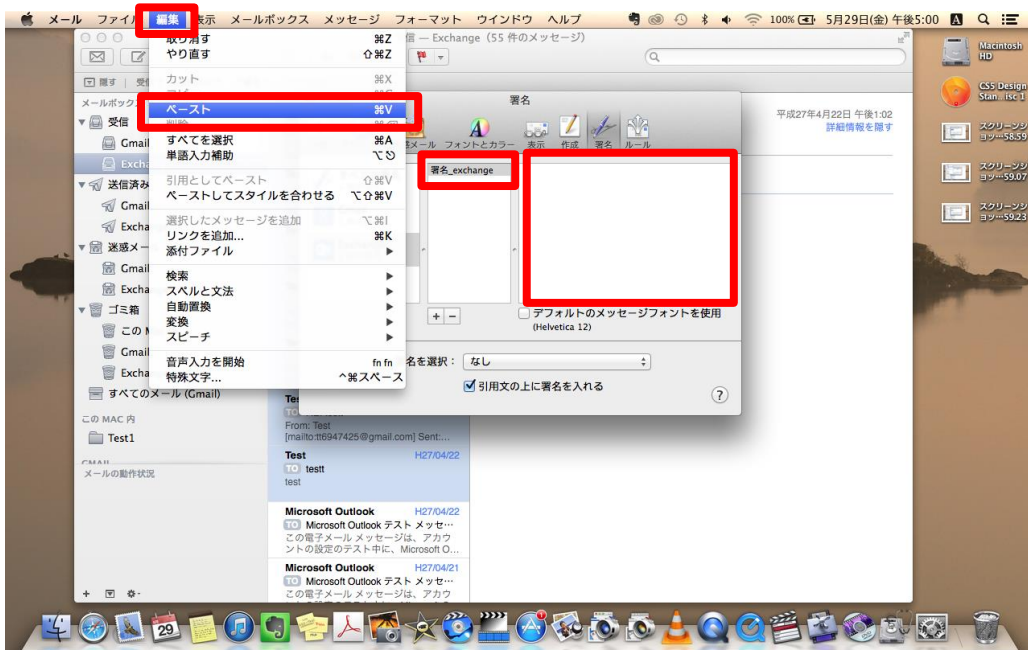 メール ファイル 編集 表示 メールボックス メッセージ フォーマット ウインドウ ヘルプ 100% 5月29日(金) 午後5:00
信 — Exchange (55 件のメッセージ)
取り消す ⌘Z
やり直す ⇧⌘Z
カット ⌘X
ペースト ⌘V
すべてを選択 ⌘A
単語入力補助
引用としてペースト ⇧⌘V
ペーストしてスタイルを合わせる ⌥⇧⌘V
選択したメッセージを追加 ⌥⌘I
リンクを追加... ⌘K
添付ファイル ▶
検索 ▶
スペルと文法 ▶
自動置換 ▶
変換 ▶
スピーチ ▶
音声入力を開始 fn fn
特殊文字... ^⌘スペース
隠す 受信
メールボックス
受信
Gmail
Excha
送信済み
Gmail
Excha
迷惑メー
Gmail
Excha
ゴミ箱
この M
Gmail
Excha
すべてのメール (Gmail)
この MAC 内
Test1
GMAIL
メールの動作状況
署名
惑メール フォントとカラー 表示 作成 署名 ルール
署名_exchange
+ −
デフォルトのメッセージフォントを使用
(Helvetica 12)
名を選択： なし
引用文の上に署名を入れる
?
平成27年4月22日 午後1:02
詳細情報を隠す
Tes
TO
From: Test
[mailto:tt6947425@gmail.com] Sent:...
Test H27/04/22
TO testt
test
Microsoft Outlook H27/04/22
TO Microsoft Outlook テスト メッセ…
この電子メール メッセージは、アカウ
ントの設定のテスト中に、Microsoft O...
Microsoft Outlook H27/04/21
TO Microsoft Outlook テスト メッセ…
この電子メール メッセージは、アカウ
Macintosh
HD
CS5 Design
Stan...isc 1
スクリーンシ
ョッ…58.59
スクリーンシ
ョッ…59.07
スクリーンシ
ョッ…59.23
29